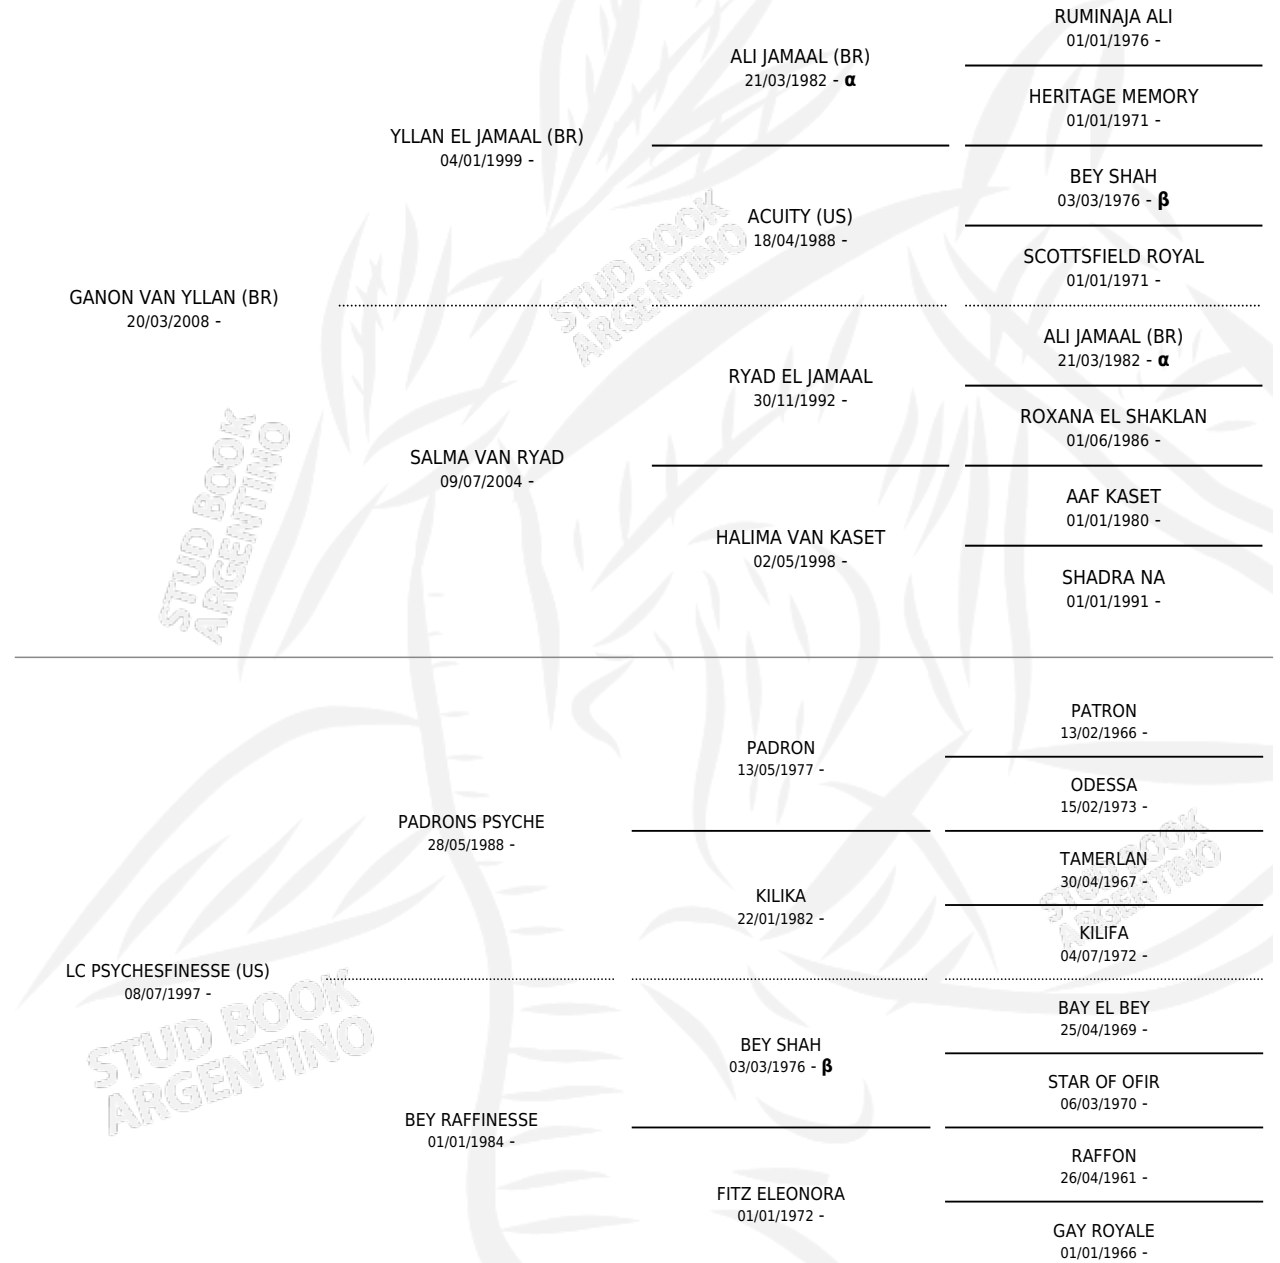 RUMINAJA ALI
01/01/1976 -
ALI JAMAAL (BR)
21/03/1982 - α
HERITAGE MEMORY
01/01/1971 -
YLLAN EL JAMAAL (BR)
04/01/1999 -
BEY SHAH
03/03/1976 - β
ACUITY (US)
18/04/1988 -
SCOTTSFIELD ROYAL
01/01/1971 -
GANON VAN YLLAN (BR)
20/03/2008 -
ALI JAMAAL (BR)
21/03/1982 - α
RYAD EL JAMAAL
30/11/1992 -
ROXANA EL SHAKLAN
01/06/1986 -
SALMA VAN RYAD
09/07/2004 -
AAF KASET
01/01/1980 -
HALIMA VAN KASET
02/05/1998 -
SHADRA NA
01/01/1991 -
STUD BOOK
ARGENTINO
STUD BOOK
ARGENTINO
PATRON
13/02/1966 -
PADRON
13/05/1977 -
ODESSA
15/02/1973 -
PADRONS PSYCHE
28/05/1988 -
TAMERLAN
30/04/1967 -
KILIKA
22/01/1982 -
KILIFA
04/07/1972 -
LC PSYCHESFINESSE (US)
08/07/1997 -
BAY EL BEY
25/04/1969 -
BEY SHAH
03/03/1976 - β
STAR OF OFIR
06/03/1970 -
BEY RAFFINESSE
01/01/1984 -
RAFFON
26/04/1961 -
FITZ ELEONORA
01/01/1972 -
GAY ROYALE
01/01/1966 -
STUD BOOK
ARGENTINO
STUD BOOK
ARGENTINO